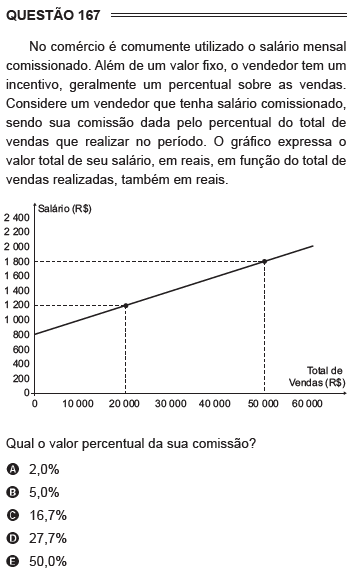 QUESTÃO 167
No comércio é comumente utilizado o salário mensal
comissionado. Além de um valor fixo, o vendedor tem um
incentivo, geralmente um percentual sobre as vendas.
Considere um vendedor que tenha salário comissionado,
sendo sua comissão dada pelo percentual do total de
vendas que realizar no período. O gráfico expressa o
valor total de seu salário, em reais, em função do total de
vendas realizadas, também em reais.
Salário (R$)
2 400
2 200
2 000
1 800
1 600
1 400
1 200
1 000
800
600
400
200
0
Total de
Vendas (R$)
0 10 000 20 000 30 000 40 000 50 000 60 000
Qual o valor percentual da sua comissão?
A 2,0%
B 5,0%
C 16,7%
D 27,7%
E 50,0%